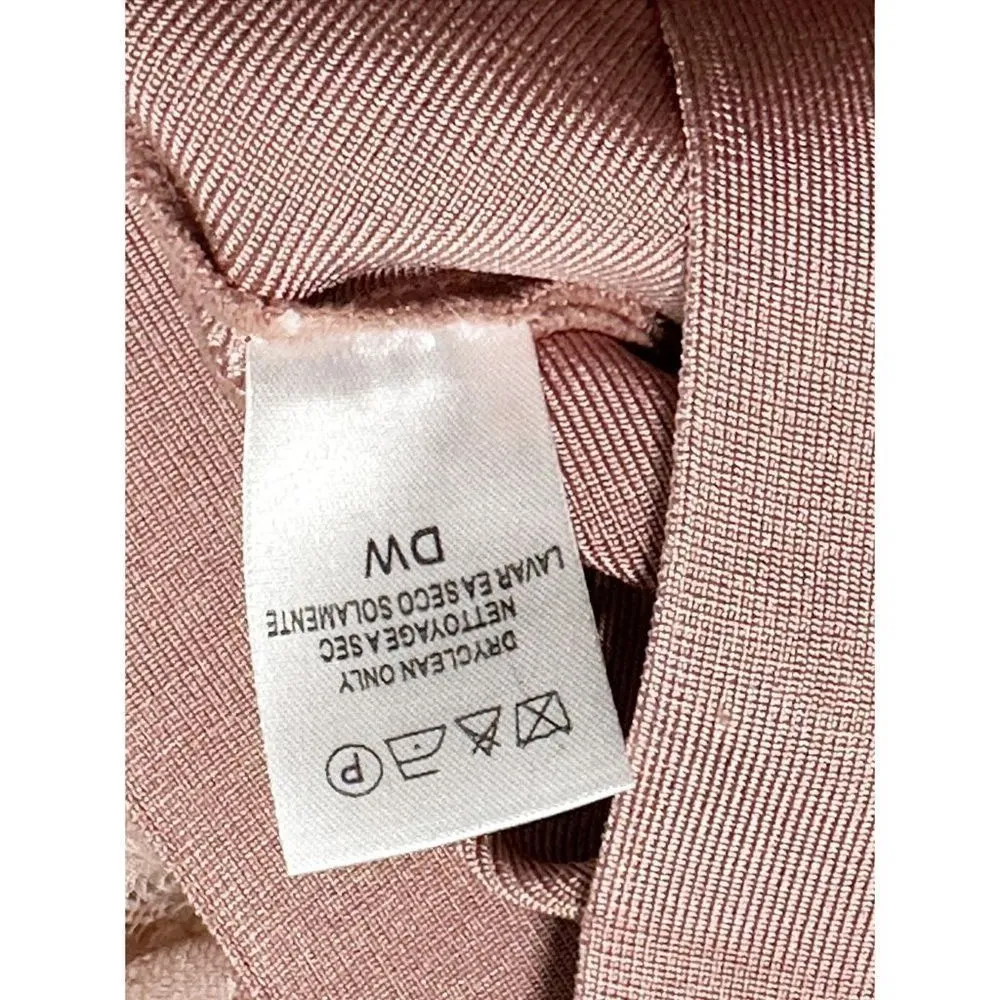 P
DRYCLEAN ONLY
NETTOYAGE A SEC
LAVAR EA SECO SOLAMENTE
DW